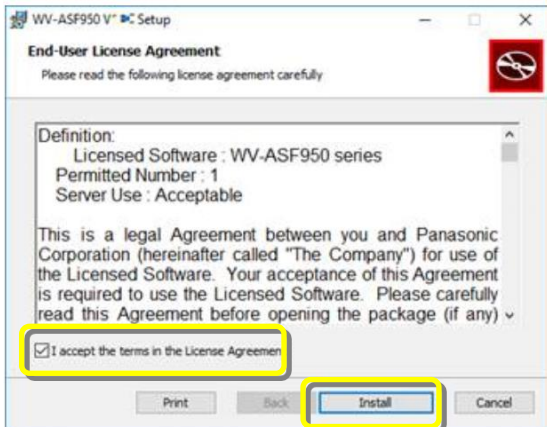 WV-ASF950 V Setup
End-User License Agreement
Please read the following license agreement carefully
Definition:
Licensed Software : WV-ASF950 series
Permitted Number : 1
Server Use : Acceptable
This is a legal Agreement between you and Panasonic
Corporation (hereinafter called "The Company") for use of
the Licensed Software. Your acceptance of this Agreement
is required to use the Licensed Software. Please carefully
read this Agreement before opening the package (if any)
I accept the terms in the License Agreemen
Print Back Install Cancel